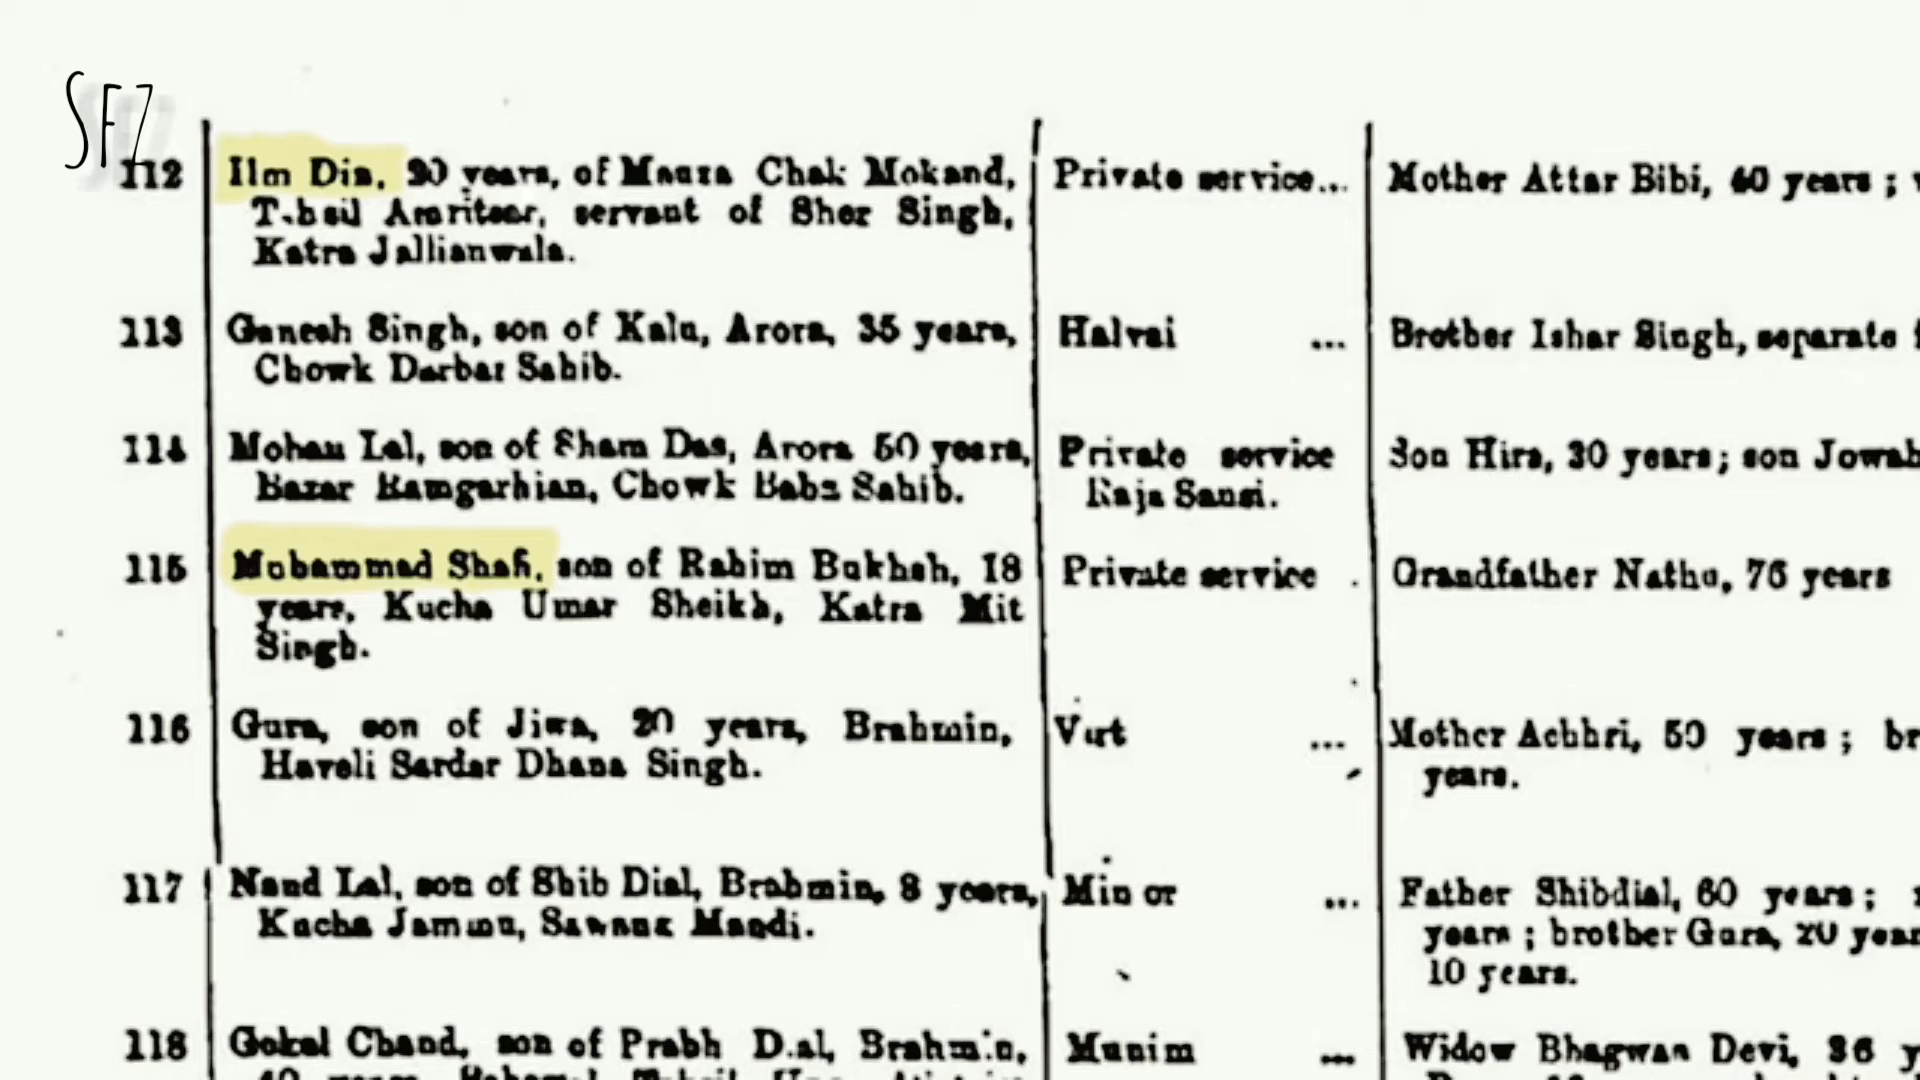 SFZ
112 Ilm Din, 20 years, of Mauza Chak Mokand, Private service... Mother Attar Bibi, 60 years ;
Tahsil Amritsar, servant of Sher Singh,
Katra Jallianwala.
113 Ganesh Singh, son of Kalu, Arora, 35 years, Halvai ... Brother Ishar Singh, separate
Chowk Darbar Sahib.
114 Mohan Lal, son of Sham Das, Arora 50 years, Private service Son Hira, 30 years; son Jowah
Bazar Ramgarhian, Chowk Baba Sahib. Raja Sansi.
115 Muhammad Shafi, son of Rahim Bakhsh, 18 Private service . Grandfather Nathu, 76 years
years, Kucha Umar Sheikh, Katra Mit
Singh.
116 Gura, son of Jiwa, 20 years, Brahmin, Virt ... Mother Achhri, 50 years ; br
Haveli Sardar Dhana Singh. years.
117 Nand Lal, son of Shib Dial, Brahmin, 8 years, Minor ... Father Shibdial, 60 years ;
Kucha Jamun, Mandi. years ; brother Gura, 20 year
10 years.
118 Gokal Chand, son of Prabh Dial, Brahmin, Munim ... Widow Bhagwan Devi, 36 y